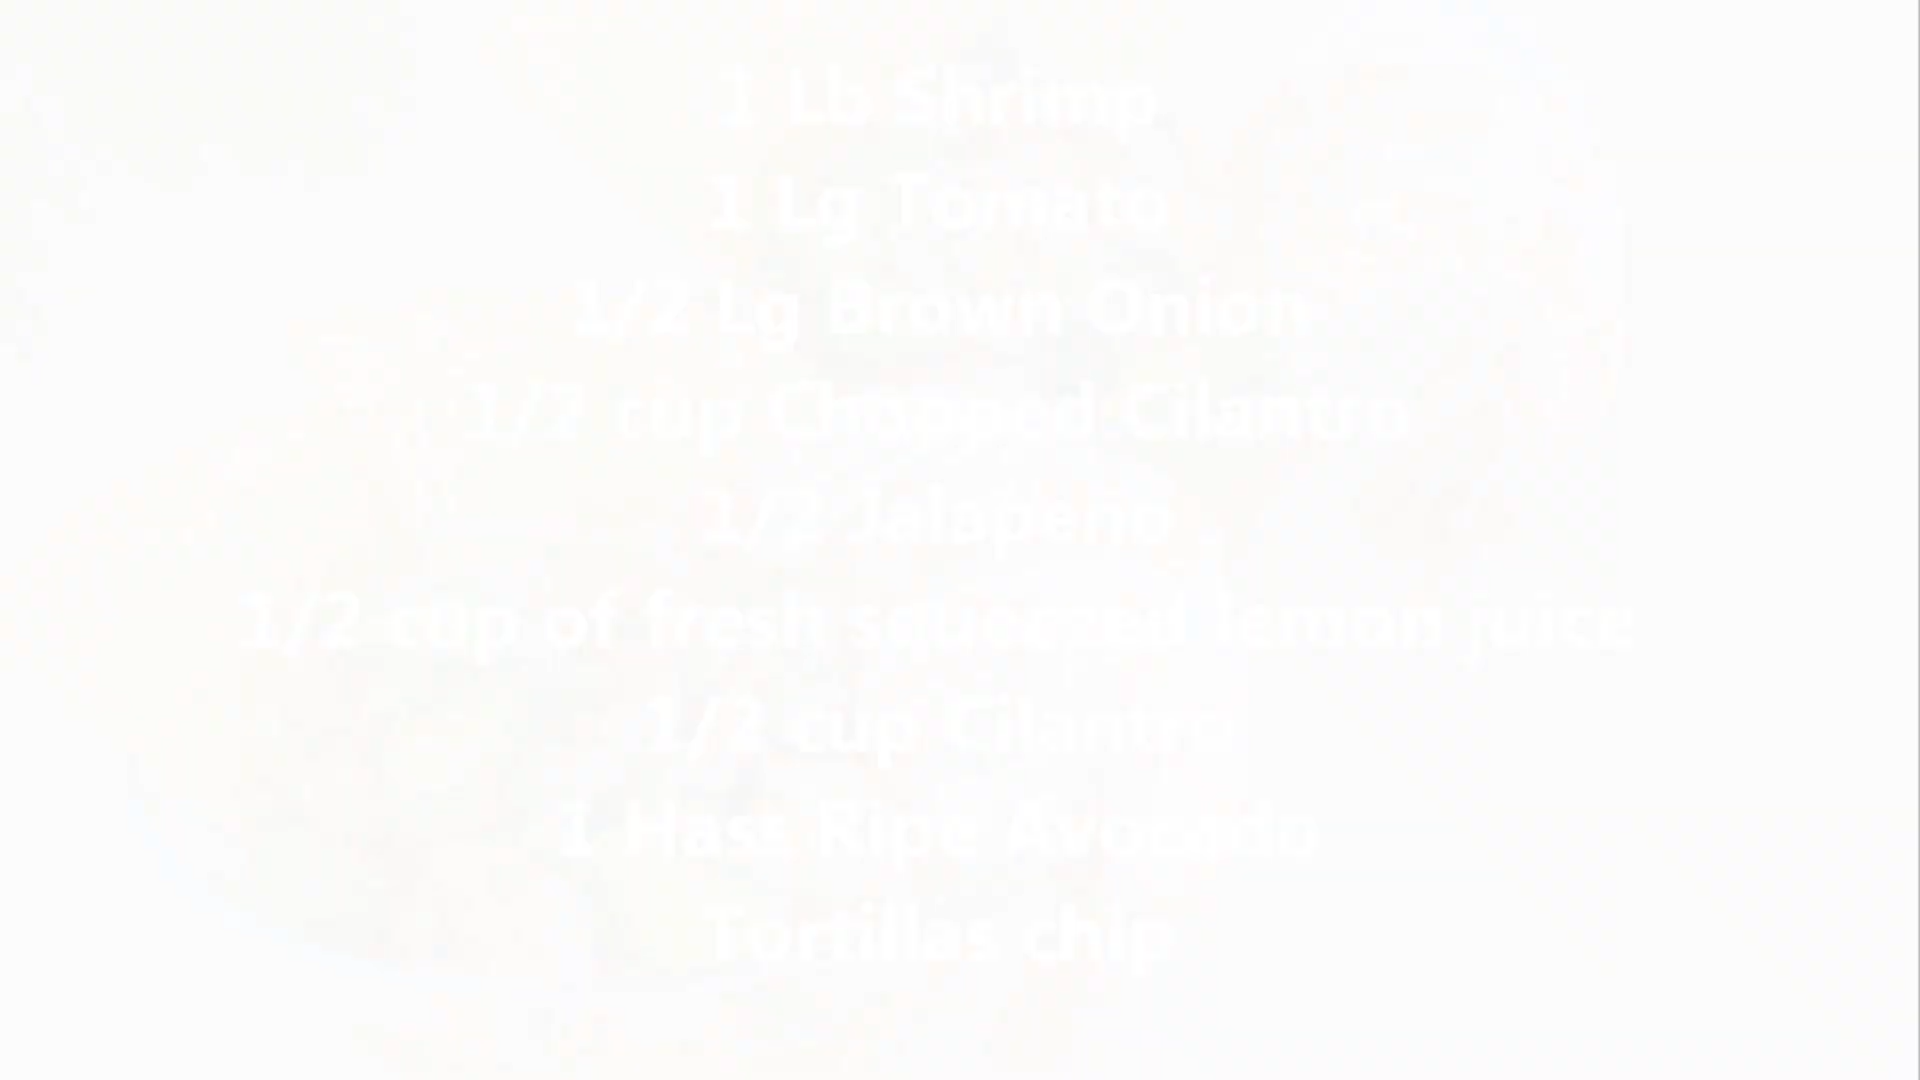 1 Lb Shrimp
1 Lg Tomato
1/2 Lg Brown Onion
1/2 cup Chopped Cilantro
1/2 Jalapeno
1/2 cup of fresh squeezed lemon juice
1/2 cup Cilantro
1 Hass Ripe Avocado
Tortillas chip